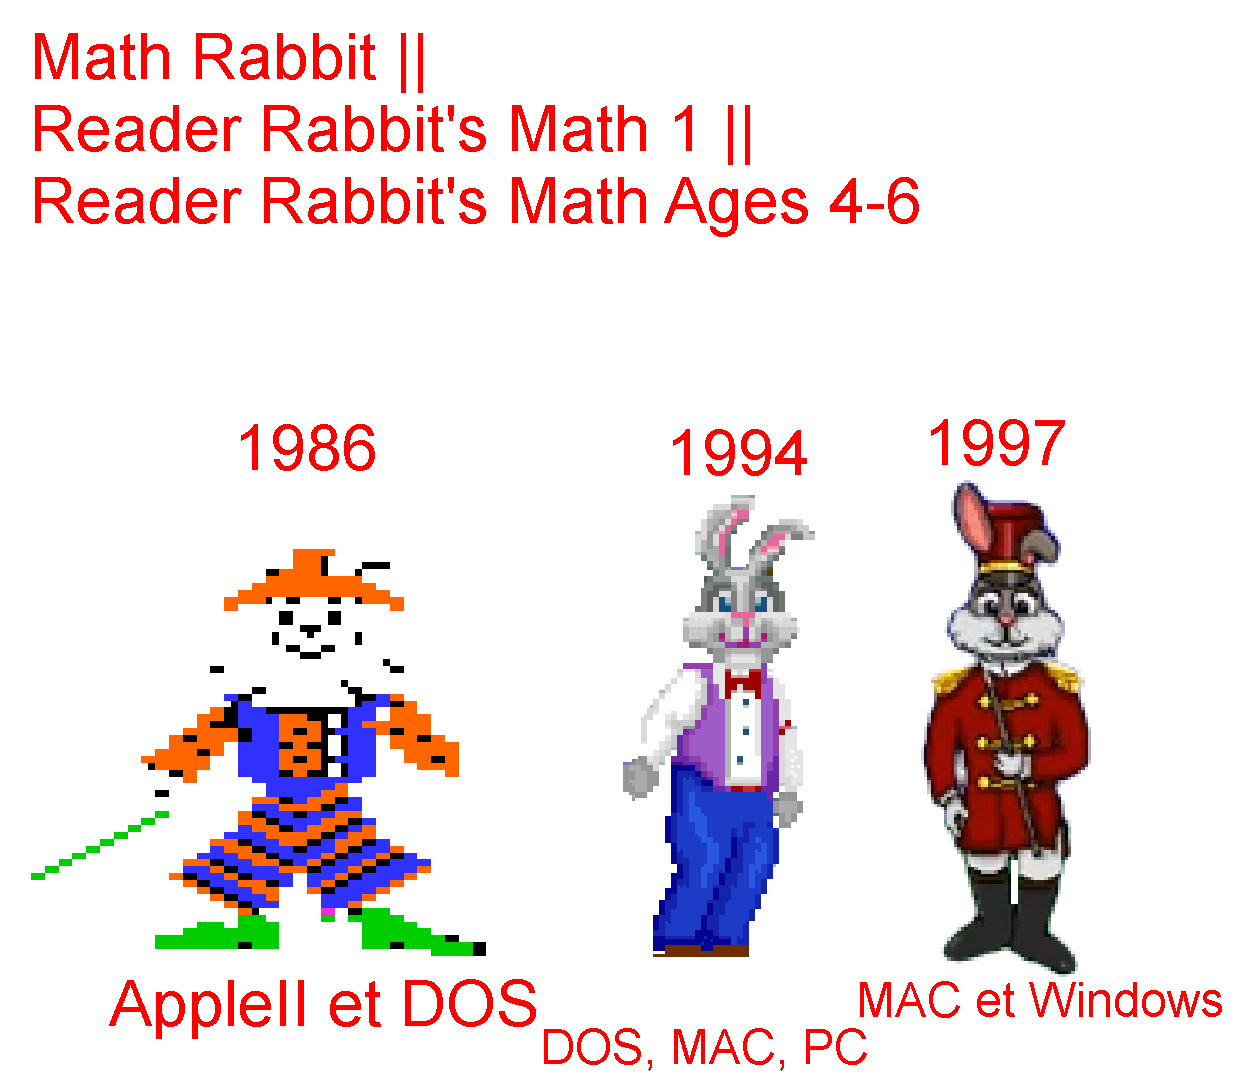 Math Rabbit ||
Reader Rabbit's Math 1 ||
Reader Rabbit's Math Ages 4-6
1986
1994
1997
AppleII et DOS
DOS, MAC, PC
MAC et Windows